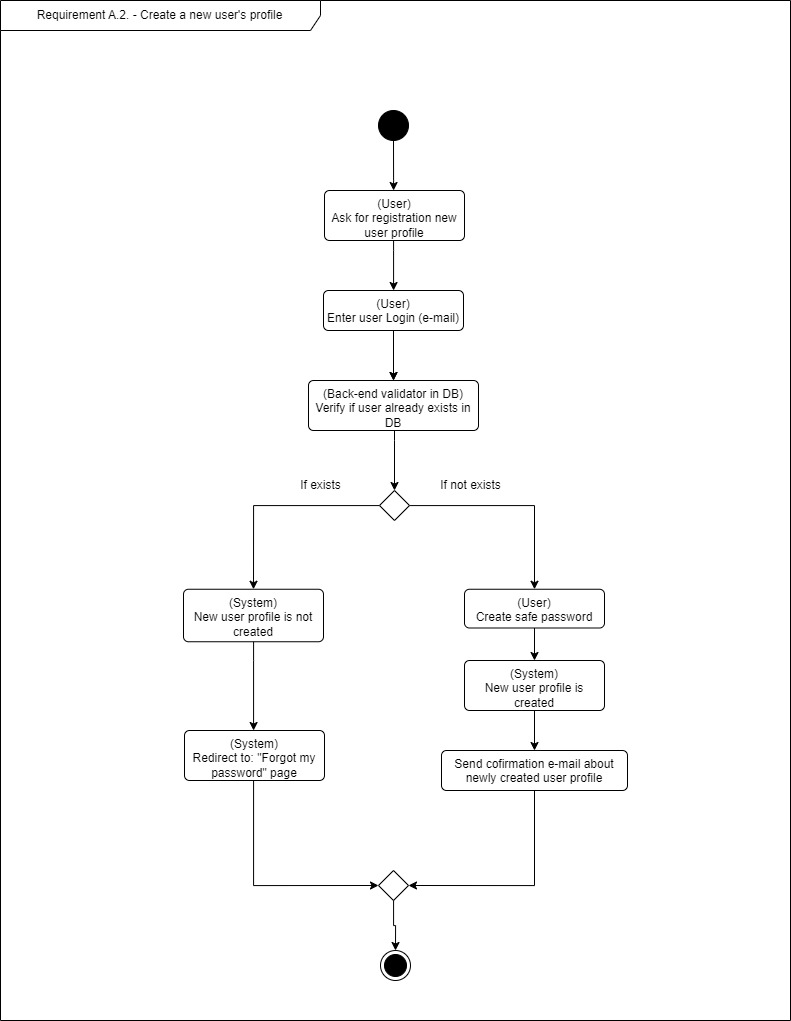 Requirement A.2. - Create a new user's profile
(User)
Ask for registration new
user profile
(User)
Enter user Login (e-mail)
(Back-end validator in DB)
Verify if user already exists in
DB
If exists
If not exists
(System)
New user profile is not
created
(User)
Create safe password
(System)
New user profile is
created
(System)
Redirect to: "Forgot my
password" page
Send cofirmation e-mail about
newly created user profile